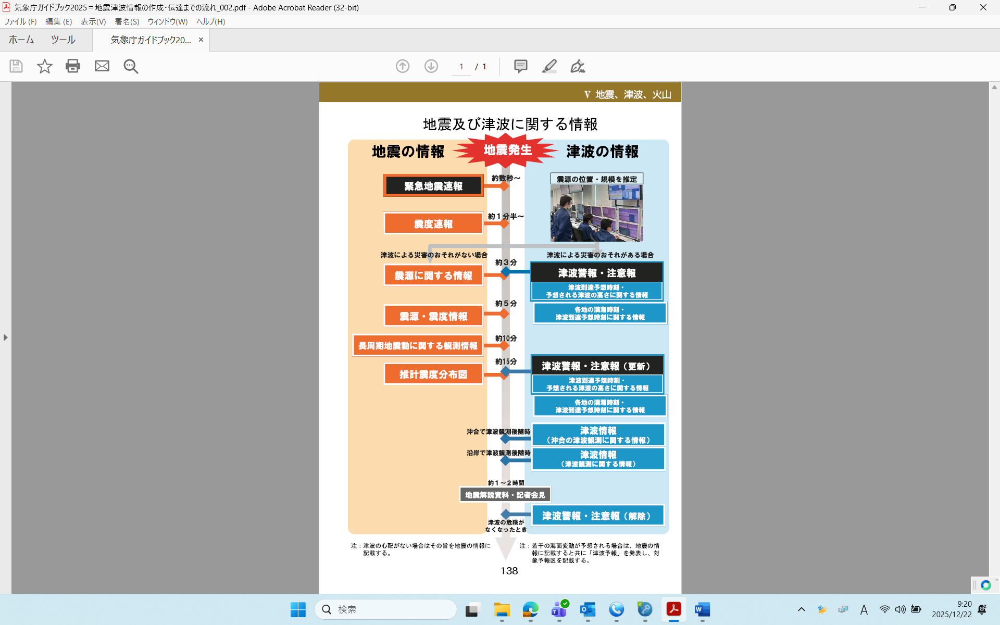 気象庁ガイドブック2025＝地震津波情報の作成・伝達までの流れ_002.pdf - Adobe Acrobat Reader (32-bit)
ファイル(F) 編集(E) 表示(V) 署名(S) ウィンドウ(W) ヘルプ(H)
ホーム ツール 気象庁ガイドブック20... ×
1 / 1
Ⅴ 地震、津波、火山
地震及び津波に関する情報
地震の情報
地震発生
津波の情報
約数秒～
緊急地震速報
震源の位置・規模を推定
約１分半～
震度速報
津波による災害のおそれがない場合
津波による災害のおそれがある場合
約３分
震源に関する情報
津波警報・注意報
津波到達予想時刻・
予想される津波の高さに関する情報
約５分
震源・震度情報
各地の満潮時刻・
津波到達予想時刻に関する情報
約10分
長周期地震動に関する観測情報
約15分
推計震度分布図
津波警報・注意報（更新）
津波到達予想時刻・
予想される津波の高さに関する情報
各地の満潮時刻・
津波到達予想時刻に関する情報
沖合で津波観測後随時
津波情報
（沖合の津波観測に関する情報）
沿岸で津波観測後随時
津波情報
（津波観測に関する情報）
約１～２時間
地震解説資料・記者会見
津波警報・注意報（解除）
津波の危険が
なくなったとき
注：津波の心配がない場合はその旨を地震の情報に
記載する。
注：若干の海面変動が予想される場合は、地震の情
報に記載すると共に「津波予報」を発表し、対
象予報区を記載する。
138
検索
A
9:20
2025/12/22